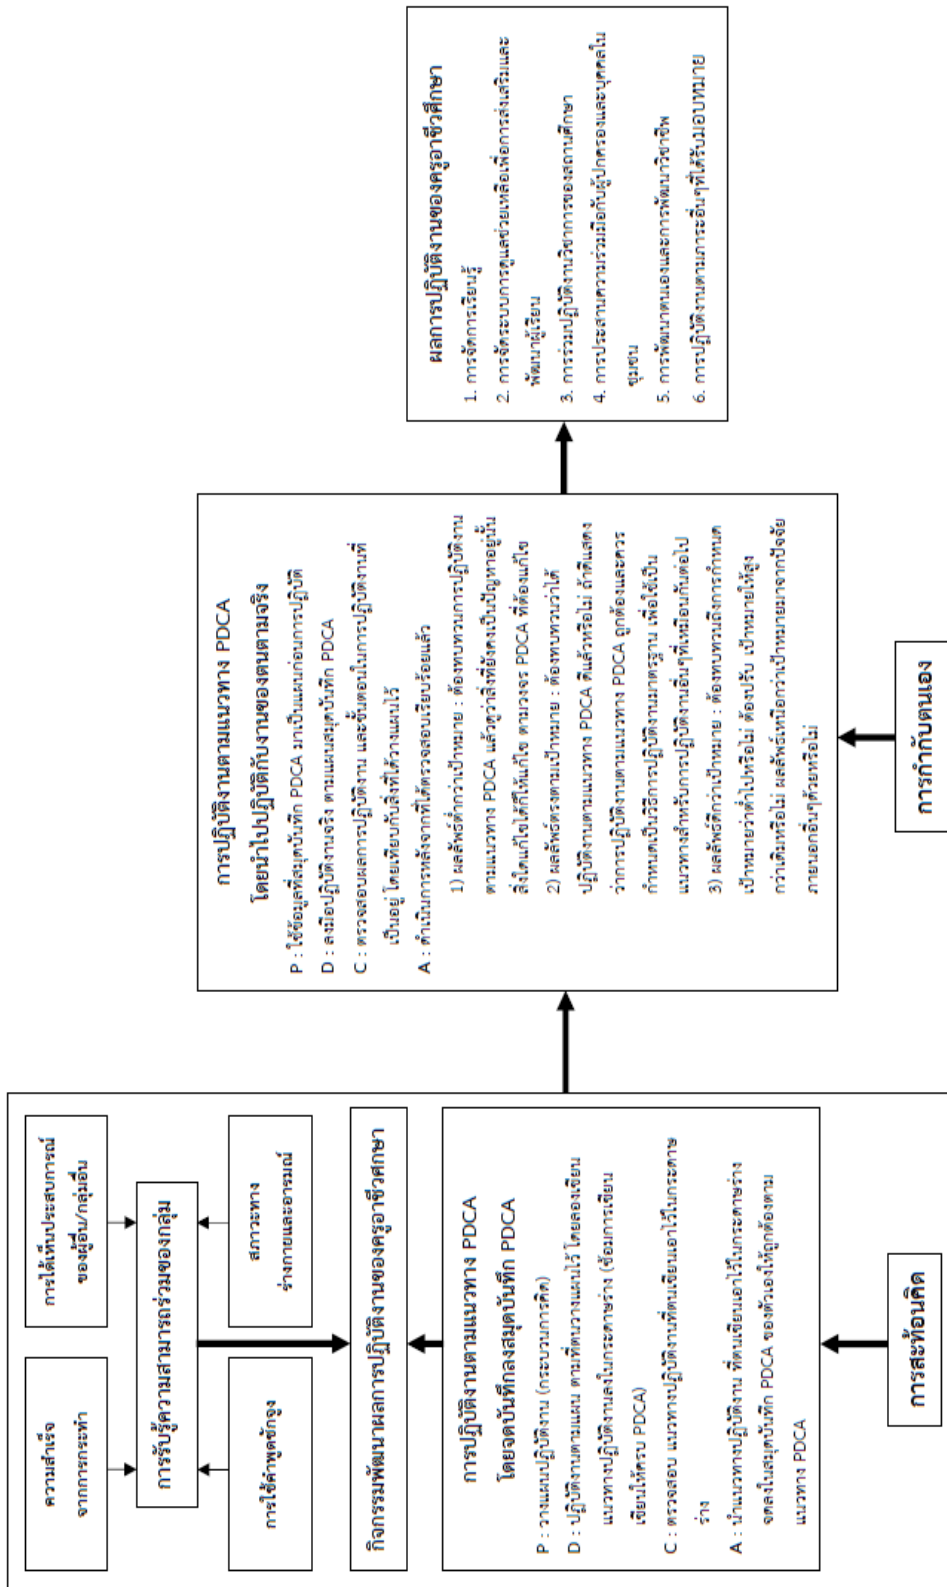 ความสำเร็จ
จากการกระทำ
การได้เห็นประสบการณ์
ของผู้อื่น/กลุ่มอื่น
การรับรู้ความสามารถร่วมของกลุ่ม
การใช้คำพูดชักจูง
สภาวะทาง
ร่างกายและอารมณ์
กิจกรรมพัฒนาผลการปฏิบัติงานของครูอาชีวศึกษา
การปฏิบัติงานตามแนวทาง PDCA
โดยจดบันทึกลงสมุดบันทึก PDCA
P : วางแผนปฏิบัติงาน (กระบวนการคิด)
D : ปฏิบัติงานตามแผน ตามที่ตนวางแผนไว้ โดยลองเขียน
แนวทางปฏิบัติงานลงในกระดาษร่าง (ซ้อมการเขียน
เขียนให้ครบ PDCA)
C : ตรวจสอบ แนวทางปฏิบัติงานที่ตนเขียนเอาไว้ในกระดาษ
ร่าง
A : นำแนวทางปฏิบัติงาน ที่ตนเขียนเอาไว้ในกระดาษร่าง
จดลงในสมุดบันทึก PDCA ของตัวเองให้ถูกต้องตาม
แนวทาง PDCA
การสะท้อนคิด
การปฏิบัติงานตามแนวทาง PDCA
โดยนำไปปฏิบัติกับงานของตนตามจริง
P : ใช้ข้อมูลที่สมุดบันทึก PDCA มาเป็นแผนก่อนการปฏิบัติ
D : ลงมือปฏิบัติงานจริง ตามแผนสมุดบันทึก PDCA
C : ตรวจสอบผลการปฏิบัติงาน และขั้นตอนในการปฏิบัติงานที่
เป็นอยู่ โดยเทียบกับสิ่งที่ได้วางแผนไว้
A : ดำเนินการหลังจากที่ได้ตรวจสอบเรียบร้อยแล้ว
1) ผลลัพธ์ต่ำกว่าเป้าหมาย : ต้องทบทวนการปฏิบัติงาน
ตามแนวทาง PDCA แล้วดูว่าสิ่งที่ยังคงเป็นปัญหาอยู่นั้น
สิ่งใดแก้ไขได้ก็ให้แก้ไข ตามวงจร PDCA ที่ต้องแก้ไข
2) ผลลัพธ์ตรงตามเป้าหมาย : ต้องทบทวนว่าได้
ปฏิบัติงานตามแนวทาง PDCA ดีแล้วหรือไม่ ถ้าดีแสดง
ว่าการปฏิบัติงานตามแนวทาง PDCA ถูกต้องและควร
กำหนดเป็นวิธีการปฏิบัติงานมาตรฐาน เพื่อใช้เป็น
แนวทางสำหรับการปฏิบัติงานอื่นๆที่เหมือนกันต่อไป
3) ผลลัพธ์ดีกว่าเป้าหมาย : ต้องทบทวนถึงการกำหนด
เป้าหมายว่าต่ำไปหรือไม่ ต้องปรับ เป้าหมายให้สูง
กว่าเดิมหรือไม่ ผลลัพธ์เหนือกว่าเป้าหมายมาจากปัจจัย
ภายนอกอื่นๆด้วยหรือไม่
การกำกับตนเอง
ผลการปฏิบัติงานของครูอาชีวศึกษา
1. การจัดการเรียนรู้
2. การจัดระบบการดูแลช่วยเหลือเพื่อการส่งเสริมและ
พัฒนาผู้เรียน
3. การร่วมปฏิบัติงานวิชาการของสถานศึกษา
4. การประสานความร่วมมือกับผู้ปกครองและบุคคลใน
ชุมชน
5. การพัฒนาตนเองและการพัฒนาวิชาชีพ
6. การปฏิบัติงานตามภาระอื่นๆที่ได้รับมอบหมาย